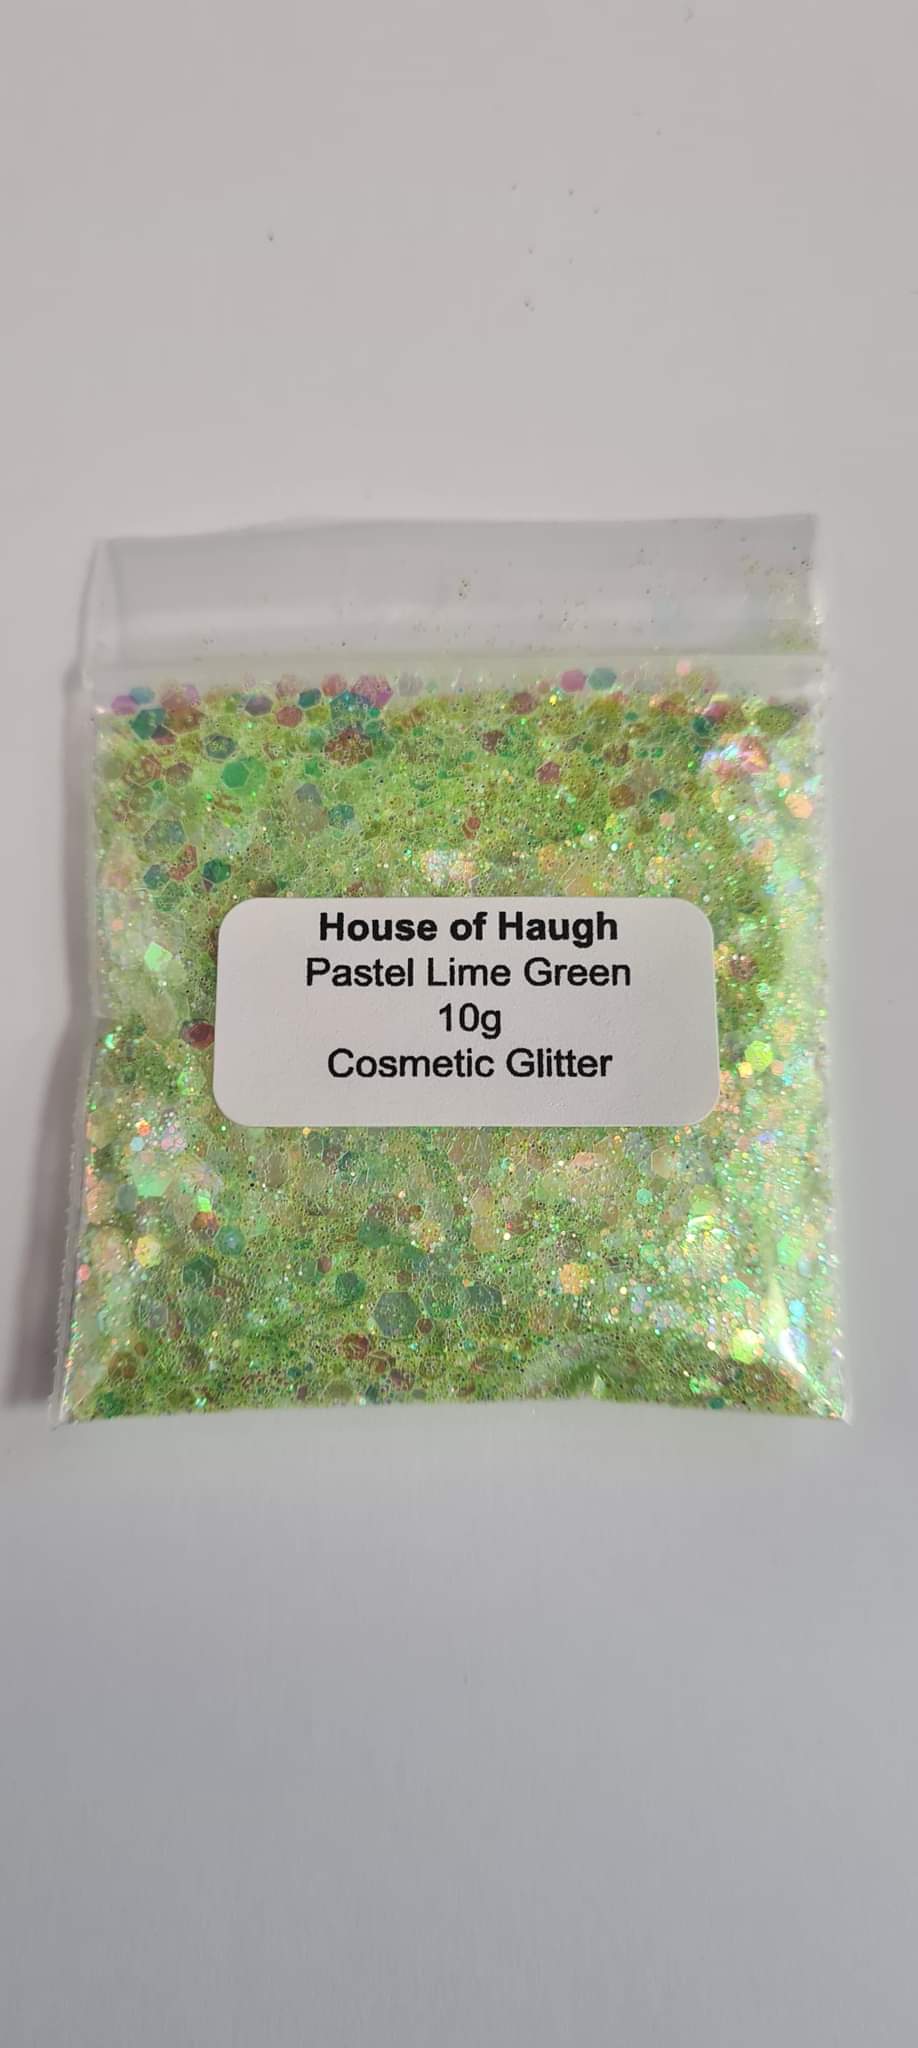 House of Haugh
Pastel Lime Green
10g
Cosmetic Glitter